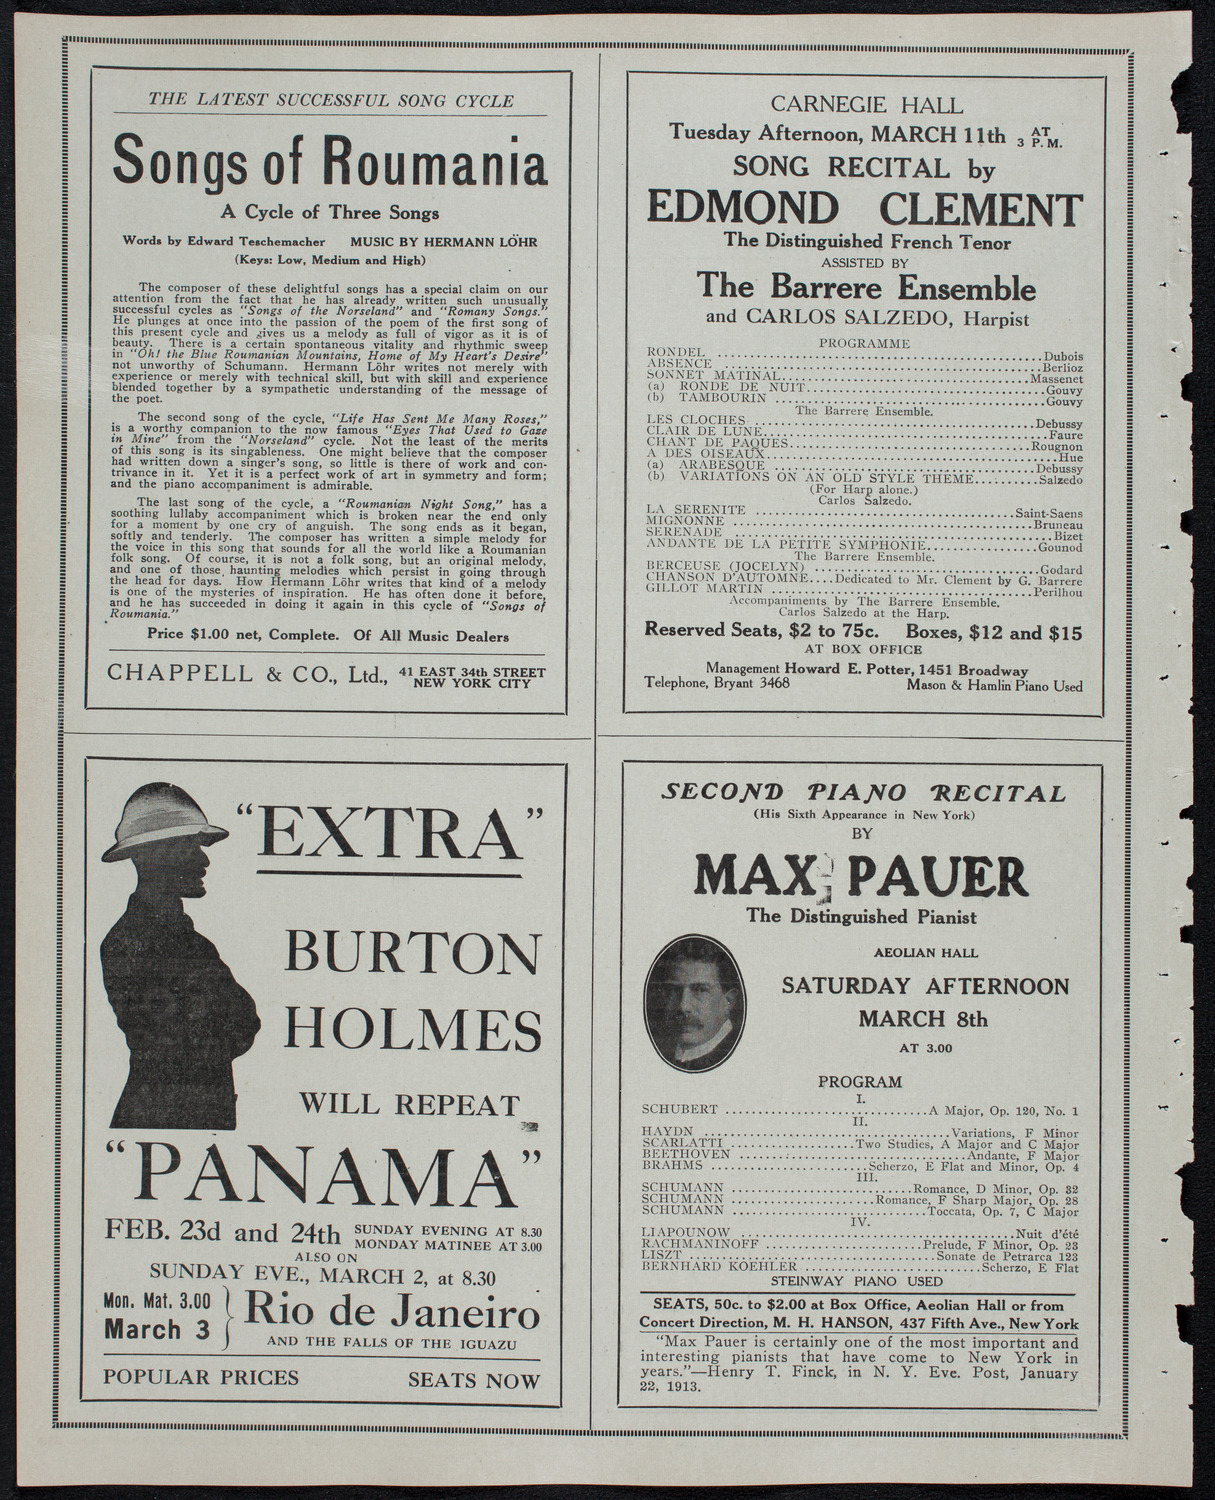 THE LATEST SUCCESSFUL SONG CYCLE
Songs of Roumania
A Cycle of Three Songs
Words by Edward Teschemacher MUSIC BY HERMANN LÖHR
(Keys: Low, Medium and High)
The composer of these delightful songs has a special claim on our
attention from the fact that he has already written such unusually
successful cycles as "Songs of the Norseland" and "Romany Songs."
He plunges at once into the passion of the poem of the first song of
this present cycle and gives us a melody as full of vigor as it is of
beauty. There is a certain spontaneous vitality and rhythmic sweep
in "Oh! the Blue Roumanian Mountains, Home of My Heart's Desire"
not unworthy of Schumann. Hermann Löhr writes not merely with
experience or merely with technical skill, but with skill and experience
blended together by a sympathetic understanding of the message of
the poet.
The second song of the cycle, "Life Has Sent Me Many Roses,"
is a worthy companion to the now famous "Eyes That Used to Gaze
in Mine" from the "Norseland" cycle. Not the least of the merits
of this song is its singableness. One might believe that the composer
had written down a singer's song, so little is there of work and con-
trivance in it. Yet it is a perfect work of art in symmetry and form;
and the piano accompaniment is admirable.
The last song of the cycle, a "Roumanian Night Song," has a
soothing lullaby accompaniment which is broken near the end only
for a moment by one cry of anguish. The song ends as it began,
softly and tenderly. The composer has written a simple melody for
the voice in this song that sounds for all the world like a Roumanian
folk song. Of course, it is not a folk song, but an original melody,
and one of those haunting melodies which persist in going through
the head for days. How Hermann Löhr writes that kind of a melody
is one of the mysteries of inspiration. He has often done it before,
and he has succeeded in doing it again in this cycle of "Songs of
Roumania."
Price $1.00 net, Complete. Of All Music Dealers
CHAPPELL & CO., Ltd., 41 EAST 34th STREET
NEW YORK CITY
CARNEGIE HALL
Tuesday Afternoon, MARCH 11th 3 AT P.M.
SONG RECITAL by
EDMOND CLEMENT
The Distinguished French Tenor
ASSISTED BY
The Barrere Ensemble
and CARLOS SALZEDO, Harpist
PROGRAMME
RONDEL ........ Dubois
ABSENCE ........ Berlioz
SONNET MATINAL ........ Massenet
(a) RONDE DE NUIT ........ Gouvy
(b) TAMBOURIN ........ Gouvy
The Barrere Ensemble.
LES CLOCHES ........ Debussy
CLAIR DE LUNE ........ Faure
CHANT DE PAQUES ........ Rougnon
A DES OISEAUX ........ Hue
(a) ARABESQUE ........ Debussy
(b) VARIATIONS ON AN OLD STYLE THEME ........ Salzedo
(For Harp alone.)
Carlos Salzedo.
LA SERENITE ........ Saint-Saens
MIGNONNE ........ Bruneau
SERENADE ........ Bizet
ANDANTE DE LA PETITE SYMPHONIE ........ Gounod
The Barrere Ensemble.
BERCEUSE (JOCELYN) ........ Godard
CHANSON D'AUTOMNE....Dedicated to Mr. Clement by G. Barrere
GILLOT MARTIN ........ Perilhou
Accompaniments by The Barrere Ensemble.
Carlos Salzedo at the Harp.
Reserved Seats, $2 to 75c. Boxes, $12 and $15
AT BOX OFFICE
Management Howard E. Potter, 1451 Broadway
Telephone, Bryant 3468 Mason & Hamlin Piano Used
"EXTRA"
BURTON
HOLMES
WILL REPEAT
"PANAMA"
FEB. 23d and 24th SUNDAY EVENING AT 8.30
MONDAY MATINEE AT 3.00
ALSO ON
SUNDAY EVE., MARCH 2, at 8.30
Mon. Mat. 3.00
March 3
Rio de Janeiro
AND THE FALLS OF THE IGUAZU
POPULAR PRICES SEATS NOW
SECOND PIANO RECITAL
(His Sixth Appearance in New York)
BY
MAX PAUER
The Distinguished Pianist
AEOLIAN HALL
SATURDAY AFTERNOON
MARCH 8th
AT 3.00
PROGRAM
I.
SCHUBERT ........ A Major, Op. 120, No. 1
II.
HAYDN ........ Variations, F Minor
SCARLATTI ........ Two Studies, A Major and C Major
BEETHOVEN ........ Andante, F Major
BRAHMS ........ Scherzo, E Flat and Minor, Op. 4
III.
SCHUMANN ........ Romance, D Minor, Op. 32
SCHUMANN ........ Romance, F Sharp Major, Op. 28
SCHUMANN ........ Toccata, Op. 7, C Major
IV.
LIAPOUNOW ........ Nuit d'été
RACHMANINOFF ........ Prelude, F Minor, Op. 23
LISZT ........ Sonate de Petrarca 123
BERNHARD KOEHLER ........ Scherzo, E Flat
STEINWAY PIANO USED
SEATS, 50c. to $2.00 at Box Office, Aeolian Hall or from
Concert Direction, M. H. HANSON, 437 Fifth Ave., New York
"Max Pauer is certainly one of the most important and
interesting pianists that have come to New York in
years."—Henry T. Finck, in N. Y. Eve. Post, January
22, 1913.